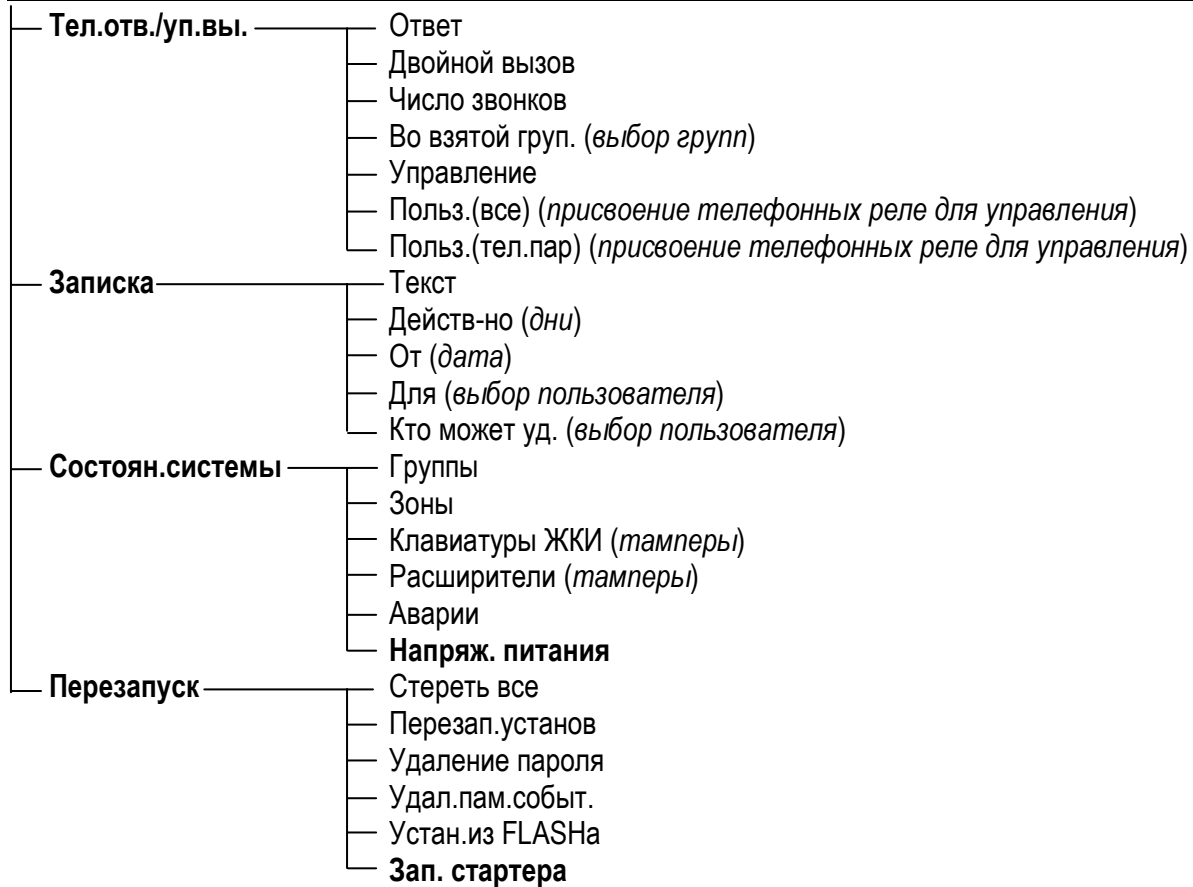 Тел.отв./уп.вы. Ответ
Двойной вызов
Число звонков
Во взятой груп. (выбор групп)
Управление
Польз.(все) (присвоение телефонных реле для управления)
Польз.(тел.пар) (присвоение телефонных реле для управления)
Записка Текст
Действ-но (дни)
От (дата)
Для (выбор пользователя)
Кто может уд. (выбор пользователя)
Состоян.системы Группы
Зоны
Клавиатуры ЖКИ (тамперы)
Расширители (тамперы)
Аварии
Напряж. питания
Перезапуск Стереть все
Перезап.установ
Удаление пароля
Удал.пам.событ.
Устан.из FLASHа
Зап. стартера